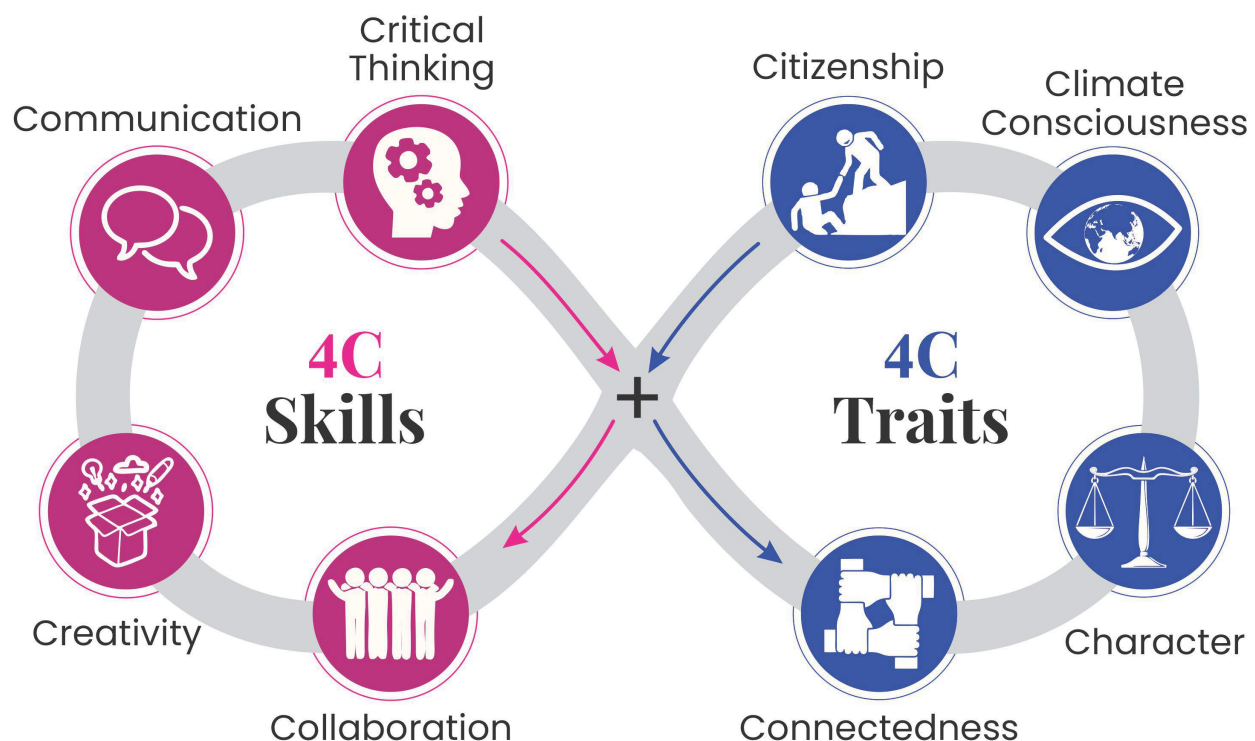 Critical
Thinking
Communication
4C
Skills
Creativity
Collaboration
+
Citizenship
Climate
Consciousness
4C
Traits
Character
Connectedness